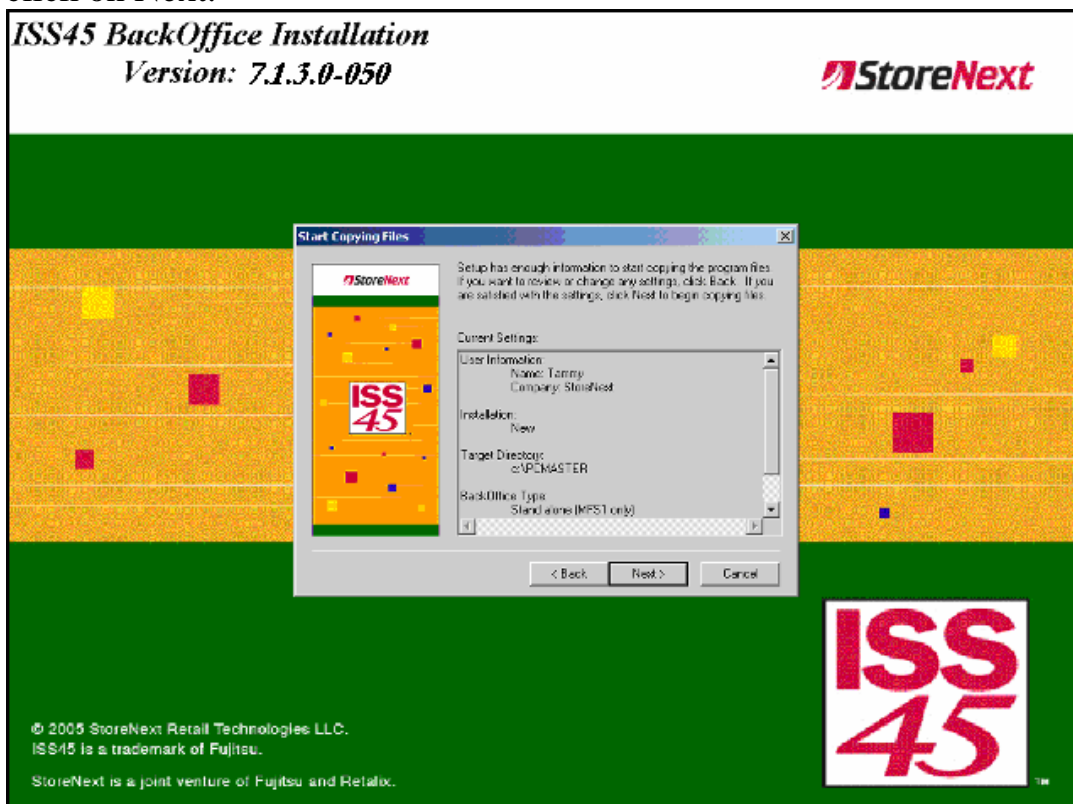 ISS45 BackOffice Installation
Version: 7.1.3.0-050
StoreNext
Start Copying Files
StoreNext
Setup has enough information to start copying the program files.
If you want to review or change any settings, click Back. If you
are satisfied with the settings, click Next to begin copying files.
Current Settings:
User Information:
Name: Tammy
Company: StoreNext
Installation:
New
Target Directory:
c:\PCMASTER
BackOffice Type
Stand alone (MFST only)
ISS
45
< Back
Next >
Cancel
ISS
45
TM
© 2005 StoreNext Retail Technologies LLC.
ISS45 is a trademark of Fujitsu.
StoreNext is a joint venture of Fujitsu and Retalix.